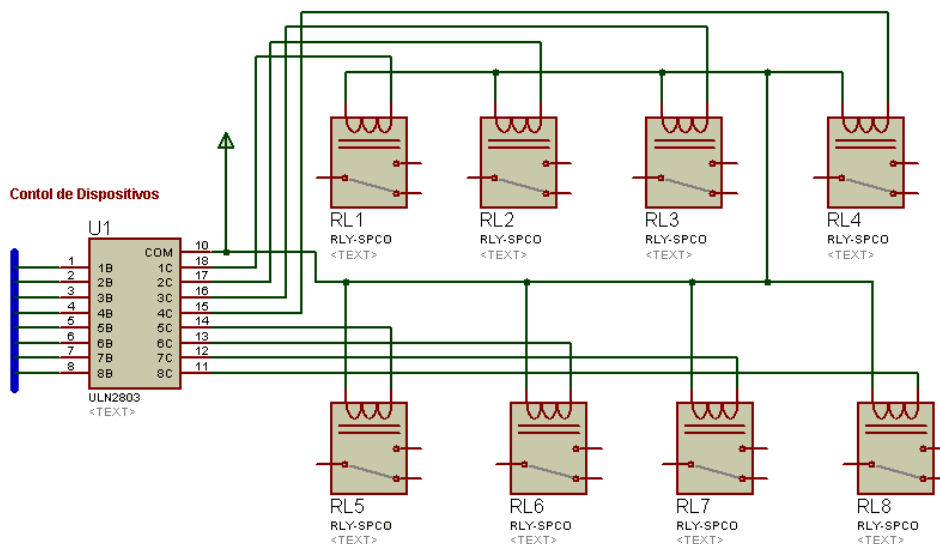 RL1
RLY-SPCO
<TEXT>
RL2
RLY-SPCO
<TEXT>
RL3
RLY-SPCO
<TEXT>
RL4
RLY-SPCO
<TEXT>
Contol de Dispositivos
U1
1 1B COM 10
2 2B 1C 18
3 3B 2C 17
4 4B 3C 16
5 5B 4C 15
6 6B 5C 14
7 7B 6C 13
8 8B 7C 12
8C 11
ULN2803
<TEXT>
RL5
RLY-SPCO
<TEXT>
RL6
RLY-SPCO
<TEXT>
RL7
RLY-SPCO
<TEXT>
RL8
RLY-SPCO
<TEXT>